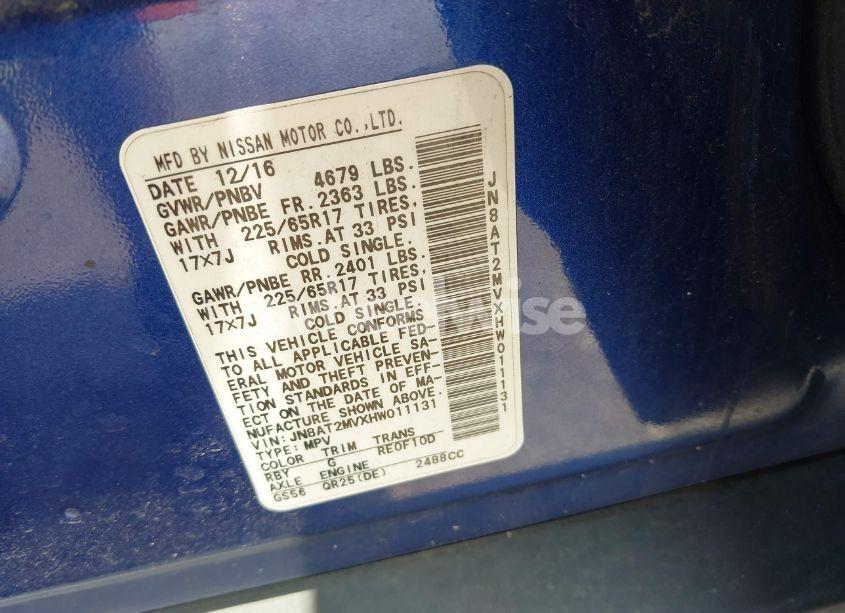 MFD BY NISSAN MOTOR CO.,LTD.
DATE 12/16
GVWR/PNBV 4679 LBS.
GAWR/PNBE FR. 2363 LBS.
WITH 225/65R17 TIRES,
17X7J RIMS.AT 33 PSI
COLD SINGLE.
GAWR/PNBE RR. 2401 LBS.
WITH 225/65R17 TIRES,
17X7J RIMS.AT 33 PSI
COLD SINGLE.
THIS VEHICLE CONFORMS
TO ALL APPLICABLE FED-
ERAL MOTOR VEHICLE SA-
FETY AND THEFT PREVEN-
TION STANDARDS IN EFF-
ECT ON THE DATE OF MA-
NUFACTURE SHOWN ABOVE.
VIN:JN8AT2MVXHW011131
TYPE:MPV
COLOR TRIM TRANS
RBY G RE0F10D
AXLE ENGINE
GS56 QR25(DE) 2488CC
JN8AT2MVXHW011131